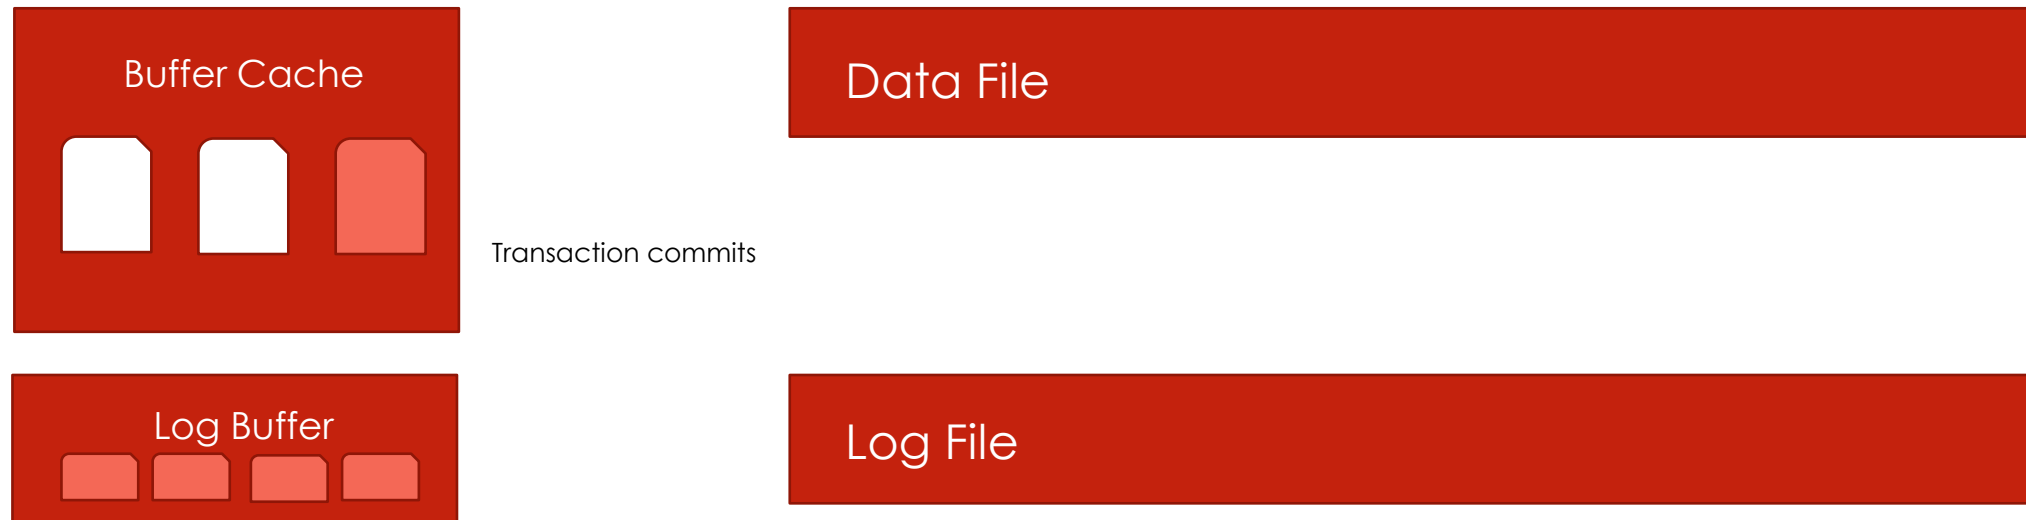 Buffer Cache
Data File
Transaction commits
Log Buffer
Log File